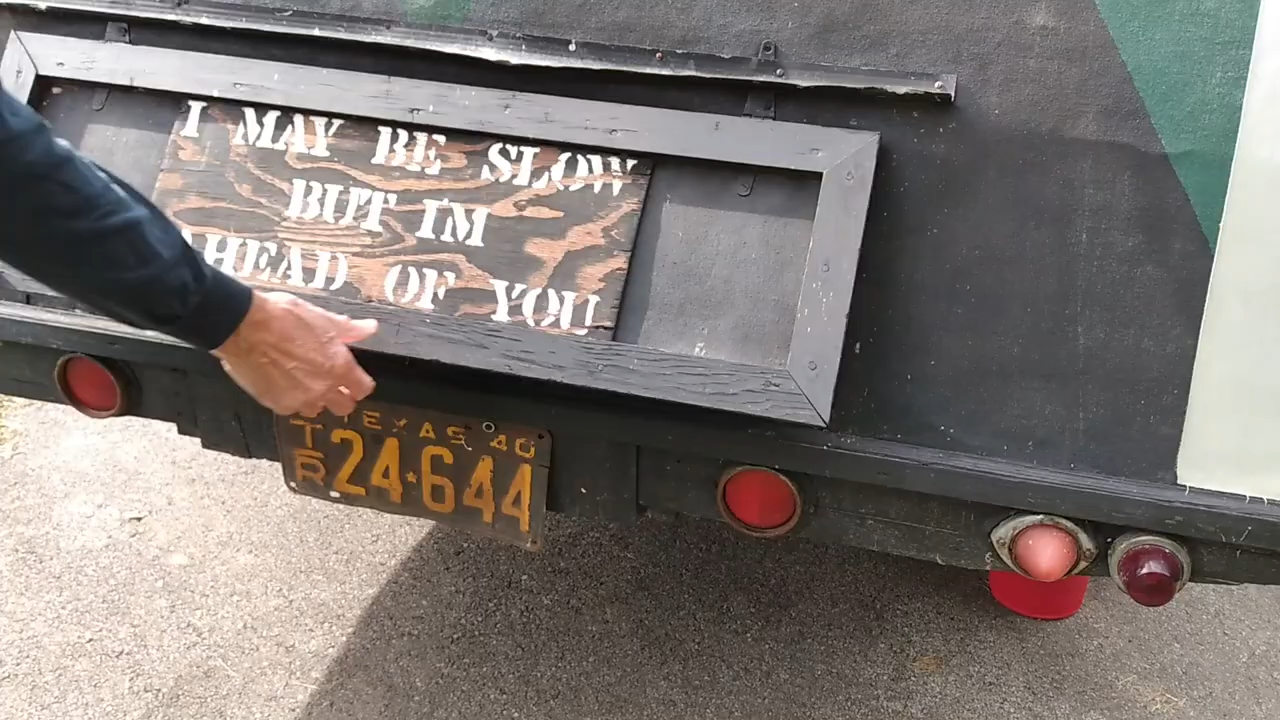 I MAY BE SLOW
BUT IM
AHEAD OF YOU
TEXAS 40
TR 24★644